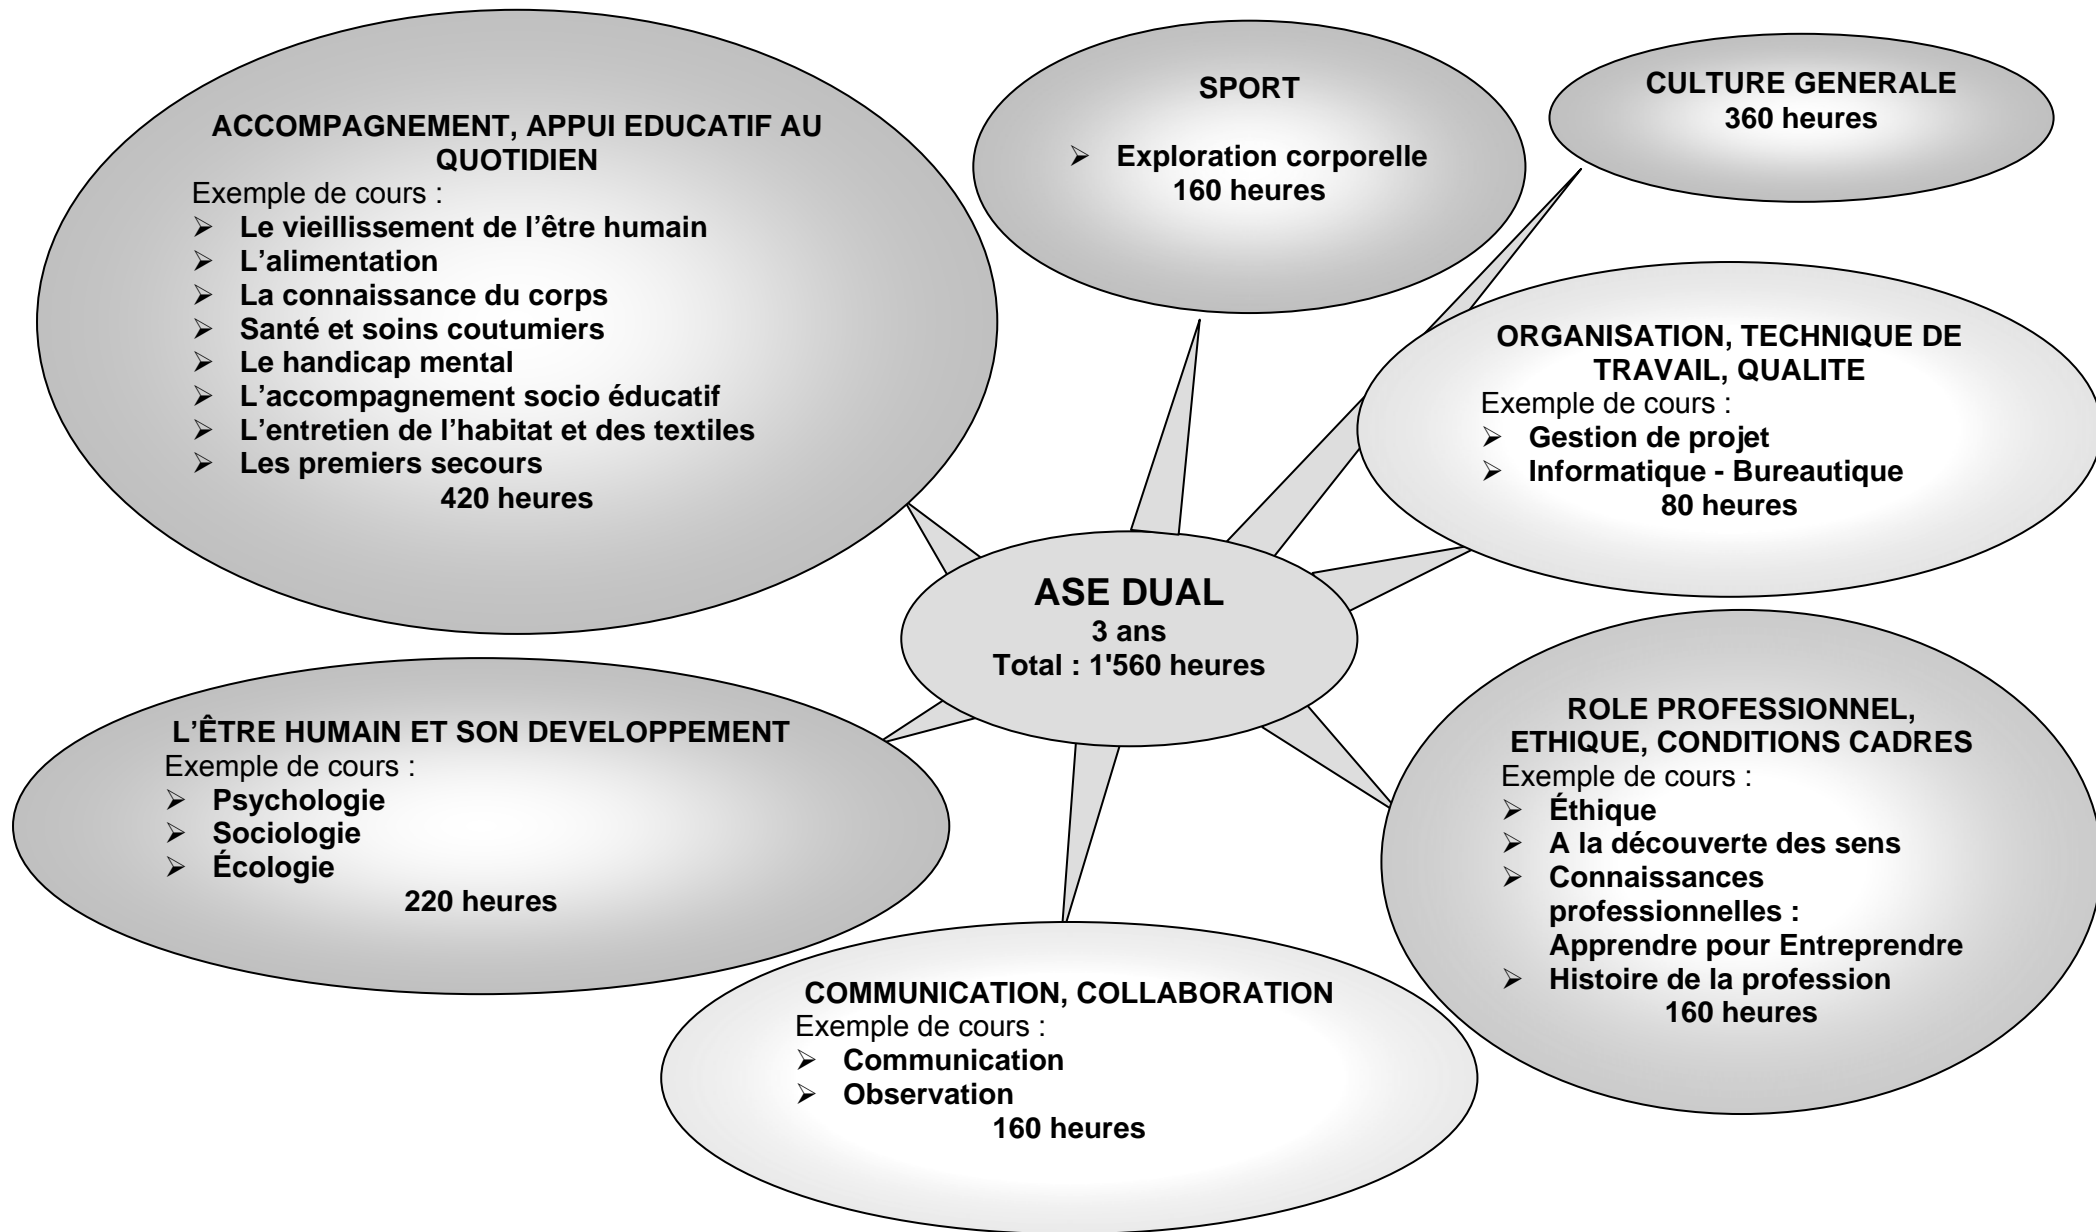 ACCOMPAGNEMENT, APPUI EDUCATIF AU
QUOTIDIEN
Exemple de cours :
➢ Le vieillissement de l’être humain
➢ L’alimentation
➢ La connaissance du corps
➢ Santé et soins coutumiers
➢ Le handicap mental
➢ L’accompagnement socio éducatif
➢ L’entretien de l’habitat et des textiles
➢ Les premiers secours
420 heures
SPORT
➢ Exploration corporelle
160 heures
CULTURE GENERALE
360 heures
ORGANISATION, TECHNIQUE DE
TRAVAIL, QUALITE
Exemple de cours :
➢ Gestion de projet
➢ Informatique - Bureautique
80 heures
ASE DUAL
3 ans
Total : 1'560 heures
L’ÊTRE HUMAIN ET SON DEVELOPPEMENT
Exemple de cours :
➢ Psychologie
➢ Sociologie
➢ Écologie
220 heures
ROLE PROFESSIONNEL,
ETHIQUE, CONDITIONS CADRES
Exemple de cours :
➢ Éthique
➢ A la découverte des sens
➢ Connaissances
professionnelles :
Apprendre pour Entreprendre
➢ Histoire de la profession
160 heures
COMMUNICATION, COLLABORATION
Exemple de cours :
➢ Communication
➢ Observation
160 heures